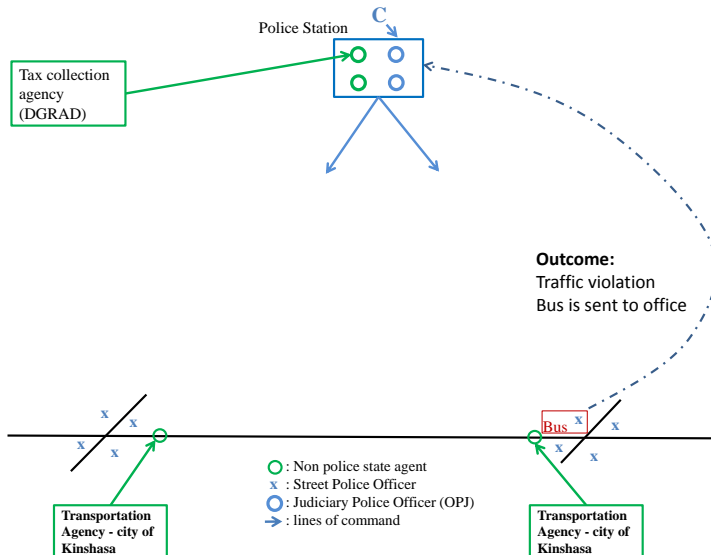 C
Police Station
Tax collection
agency
(DGRAD)
Outcome:
Traffic violation
Bus is sent to office
x
x x
x x
Bus x
x
x
x
Transportation
Agency - city of
Kinshasa
: Non police state agent
x : Street Police Officer
: Judiciary Police Officer (OPJ)
: lines of command
Transportation
Agency - city of
Kinshasa